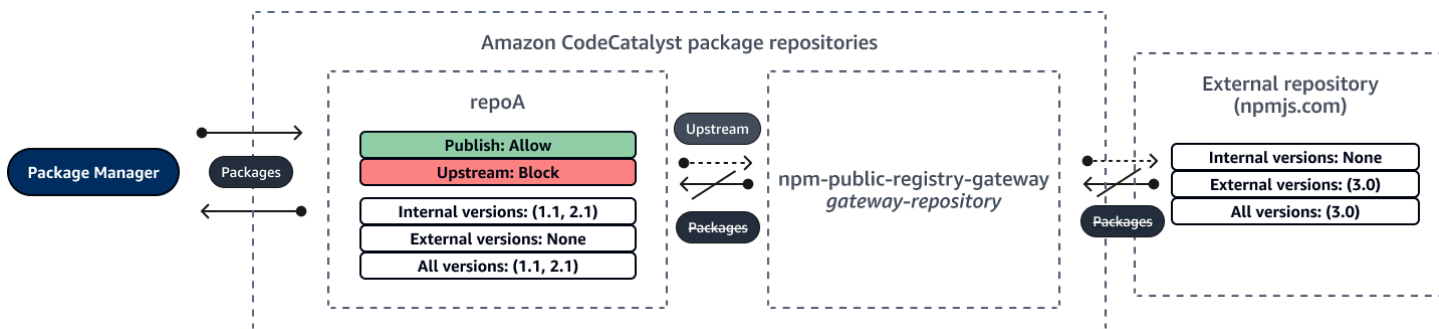 Amazon CodeCatalyst package repositories
Package Manager
Packages
repoA
Publish: Allow
Upstream: Block
Internal versions: (1.1, 2.1)
External versions: None
All versions: (1.1, 2.1)
Upstream
Packages
npm-public-registry-gateway
gateway-repository
Packages
External repository
(npmjs.com)
Internal versions: None
External versions: (3.0)
All versions: (3.0)